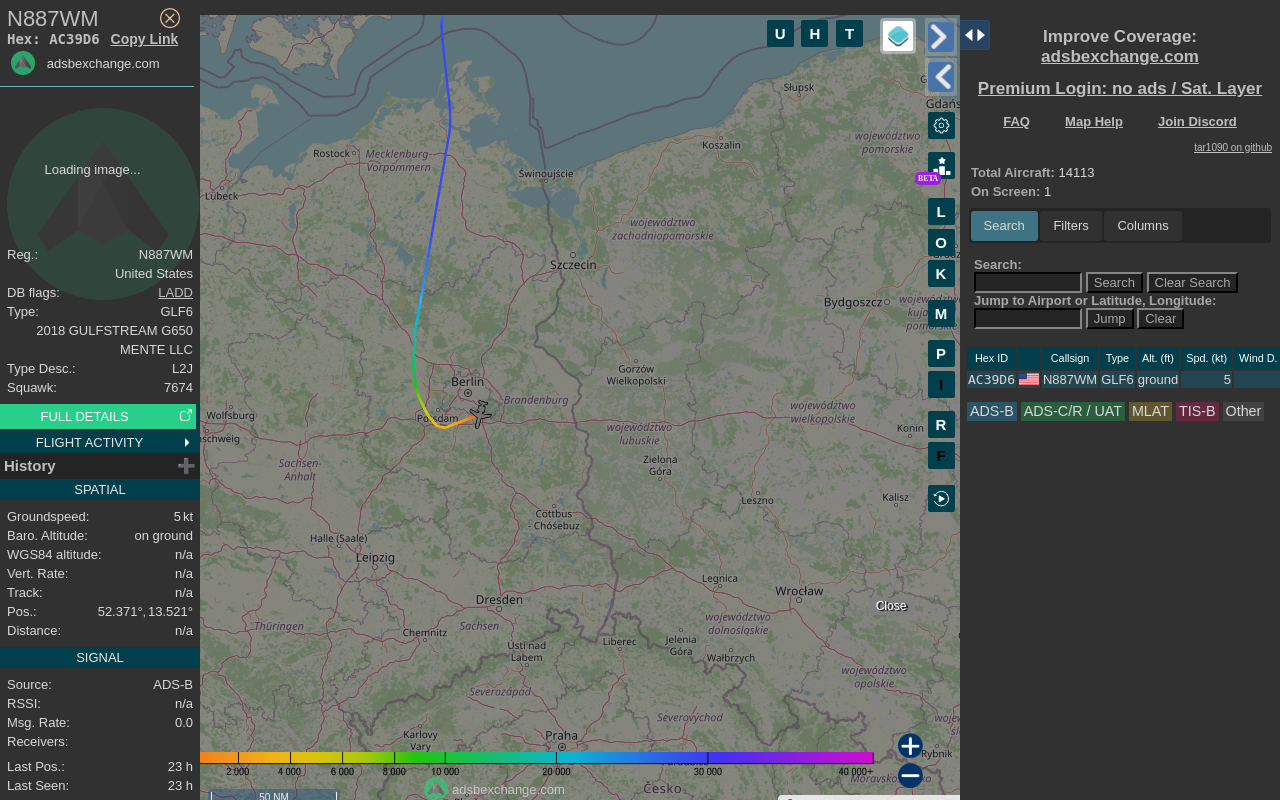 N887WM
Hex: AC39D6 Copy Link
adsbexchange.com
Loading image...
Reg.: N887WM
United States
DB flags: LADD
Type: GLF6
2018 GULFSTREAM G650
MENTE LLC
Type Desc.: L2J
Squawk: 7674
FULL DETAILS
FLIGHT ACTIVITY
History
SPATIAL
Groundspeed: 5 kt
Baro. Altitude: on ground
WGS84 altitude: n/a
Vert. Rate: n/a
Track: n/a
Pos.: 52.371°, 13.521°
Distance: n/a
SIGNAL
Source: ADS-B
RSSI: n/a
Msg. Rate: 0.0
Receivers:
Last Pos.: 23 h
Last Seen: 23 h
U H T
Słupsk
Gdańs
województwo
pomorskie
Koszalin
Rostock
Mecklenburg-
Vorpommern
Świnoujście
BETA
Lübeck
L
województwo
zachodniopomorskie
O
Szczecin
K
Bydgoszcz
województwo
M
P
Berlin
Gorzów
Wielkopolski
I
Brandenburg
województwo
wielkopolskie
Wolfsburg
Potsdam
R
Konin
województwo
lubuskie
schweig
F
Zielona
Góra
Sachsen-
Anhalt
Leszno
Kalisz
Cottbus
- Chóśebuz
Halle (Saale)
Leipzig
Legnica
Wrocław
Dresden
Close
województwo
dolnośląskie
Thüringen
Sachsen
Chemnitz
Liberec
Jelenia
Góra
Ústí nad
Labem
Wałbrzych
województwo
opolskie
Severozápad
Severovýchod
Karlovy
Vary
Praha
Rybnik
2 000 4 000 6 000 8 000 10 000 20 000 30 000 40 000+
Moravskoslezsko
adsbexchange.com
Česko
50 NM
Improve Coverage:
adsbexchange.com
Premium Login: no ads / Sat. Layer
FAQ Map Help Join Discord
tar1090 on github
Total Aircraft: 14113
On Screen: 1
Search Filters Columns
Search:
Search Clear Search
Jump to Airport or Latitude, Longitude:
Jump Clear
Hex ID Callsign Type Alt. (ft) Spd. (kt) Wind D.
AC39D6 N887WM GLF6 ground 5
ADS-B ADS-C/R / UAT MLAT TIS-B Other